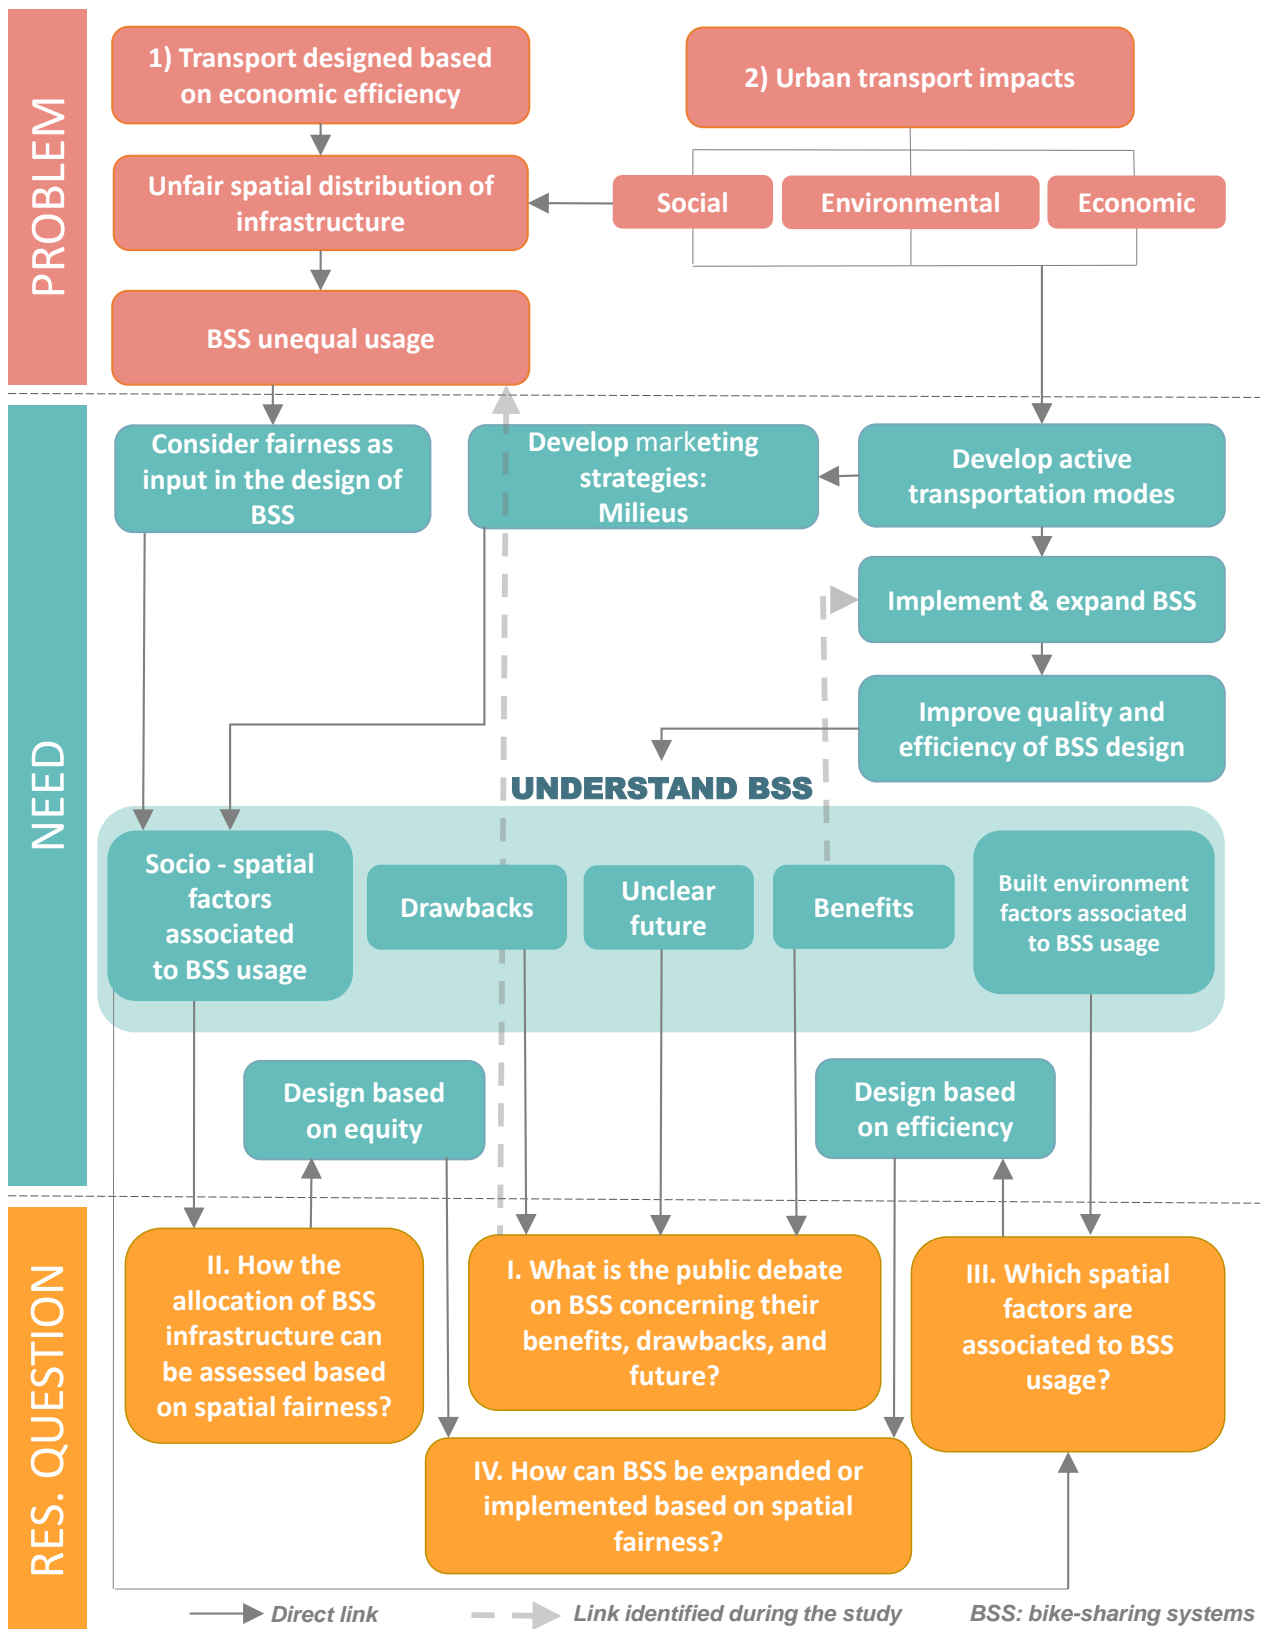 PROBLEM
1) Transport designed based
on economic efficiency
2) Urban transport impacts
Unfair spatial distribution of
infrastructure
Social
Environmental
Economic
BSS unequal usage
NEED
Consider fairness as
input in the design of
BSS
Develop marketing
strategies:
Milieus
Develop active
transportation modes
Implement & expand BSS
Improve quality and
efficiency of BSS design
UNDERSTAND BSS
Socio - spatial
factors
associated
to BSS usage
Drawbacks
Unclear
future
Benefits
Built environment
factors associated
to BSS usage
Design based
on equity
Design based
on efficiency
RES. QUESTION
II. How the
allocation of BSS
infrastructure can
be assessed based
on spatial fairness?
I. What is the public debate
on BSS concerning their
benefits, drawbacks, and
future?
III. Which spatial
factors are
associated to BSS
usage?
IV. How can BSS be expanded or
implemented based on spatial
fairness?
Direct link
Link identified during the study
BSS: bike-sharing systems